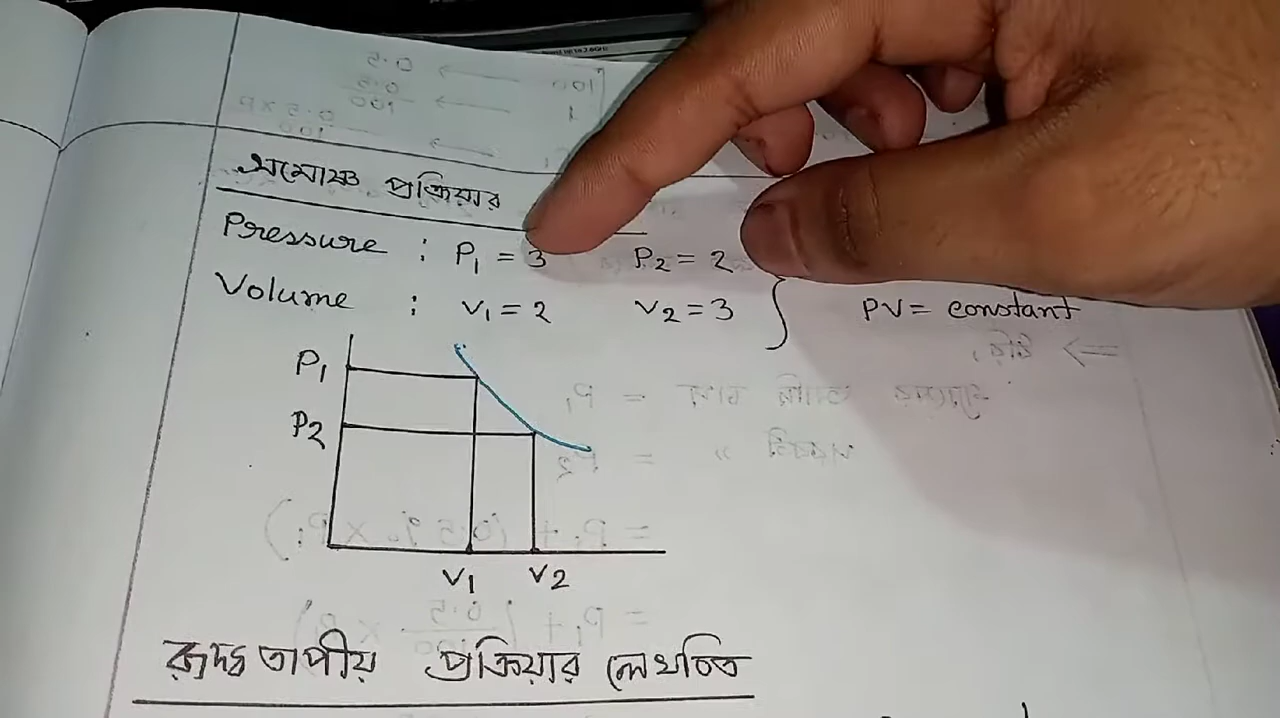 সমোষ্ণ প্রক্রিয়ার
Pressure : P1 = 3 P2 = 2
Volume : V1 = 2 V2 = 3 } PV = constant
P1
P2
V1 V2
রুদ্ধতাপীয় প্রক্রিয়ার লেখচিত্র